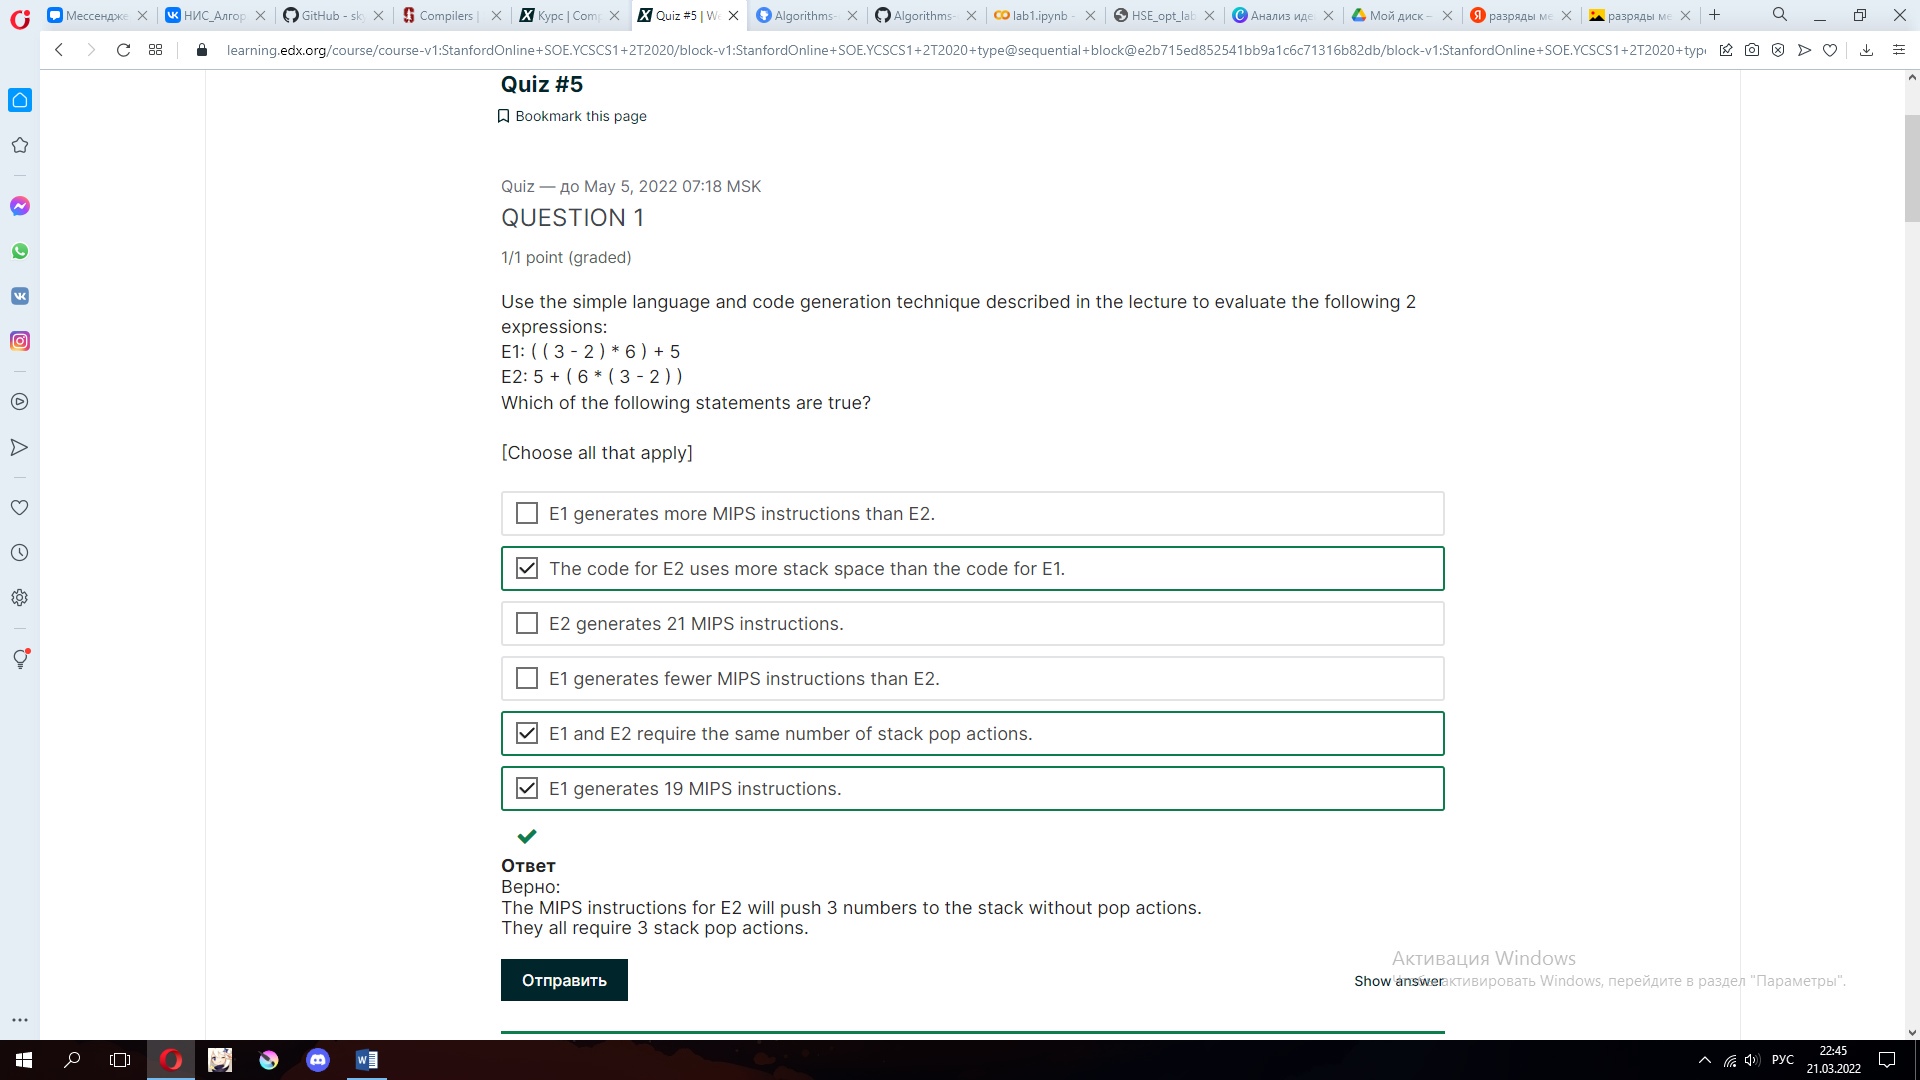 Мессендже
НИС_Алгор
GitHub - sky
Compilers |
Курс | Comp
Quiz #5 | We
Algorithms-
Algorithms-
lab1.ipynb -
HSE_opt_lab
Анализ иде
Мой диск –
разряды ме
разряды ме
learning.edx.org/course/course-v1:StanfordOnline+SOE.YCSCS1+2T2020/block-v1:StanfordOnline+SOE.YCSCS1+2T2020+type@sequential+block@e2b715ed852541bb9a1c6c71316b82db/block-v1:StanfordOnline+SOE.YCSCS1+2T2020+typ
Quiz #5
Bookmark this page
Quiz — до May 5, 2022 07:18 MSK
QUESTION 1
1/1 point (graded)
Use the simple language and code generation technique described in the lecture to evaluate the following 2
expressions:
E1: ( ( 3 - 2 ) * 6 ) + 5
E2: 5 + ( 6 * ( 3 - 2 ) )
Which of the following statements are true?
[Choose all that apply]
E1 generates more MIPS instructions than E2.
The code for E2 uses more stack space than the code for E1.
E2 generates 21 MIPS instructions.
E1 generates fewer MIPS instructions than E2.
E1 and E2 require the same number of stack pop actions.
E1 generates 19 MIPS instructions.
Ответ
Верно:
The MIPS instructions for E2 will push 3 numbers to the stack without pop actions.
They all require 3 stack pop actions.
Отправить
Show answer
Активация Windows
Чтобы активировать Windows, перейдите в раздел "Параметры".
РУС
22:45
21.03.2022